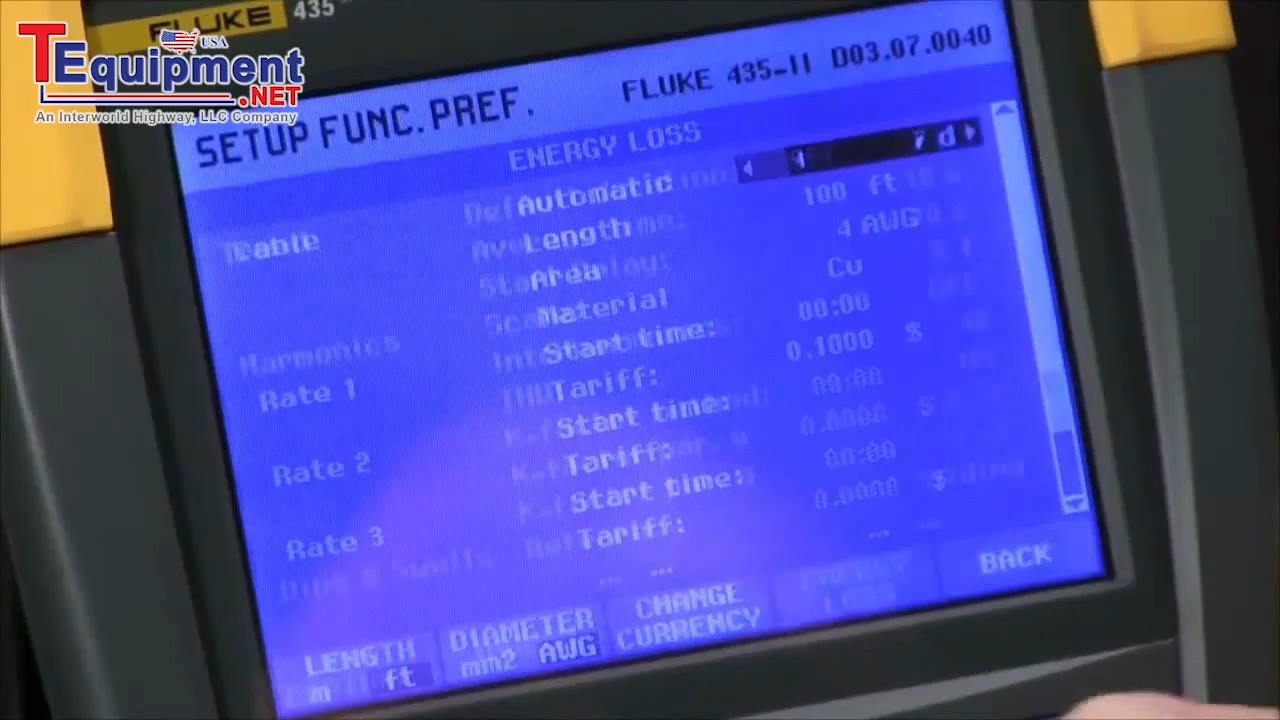 FLUKE 435
TEquipment
USA
.NET
An Interworld Highway, LLC Company
SETUP FUNC. PREF.
FLUKE 435-II D03.07.0040
ENERGY LOSS
Cable
Automatic
Length 100 ft
Area 4 AWG
Material Cu
Rate 1
Start time: 00:00
Tariff: 0.1000 $
Rate 2
Start time: 00:00
Tariff: 0.0000 $
Rate 3
Start time: 00:00
Tariff: 0.0000 $
Harmonics
LENGTH
m ft
DIAMETER
mm2 AWG
CHANGE
CURRENCY
ENERGY
LOSS
BACK